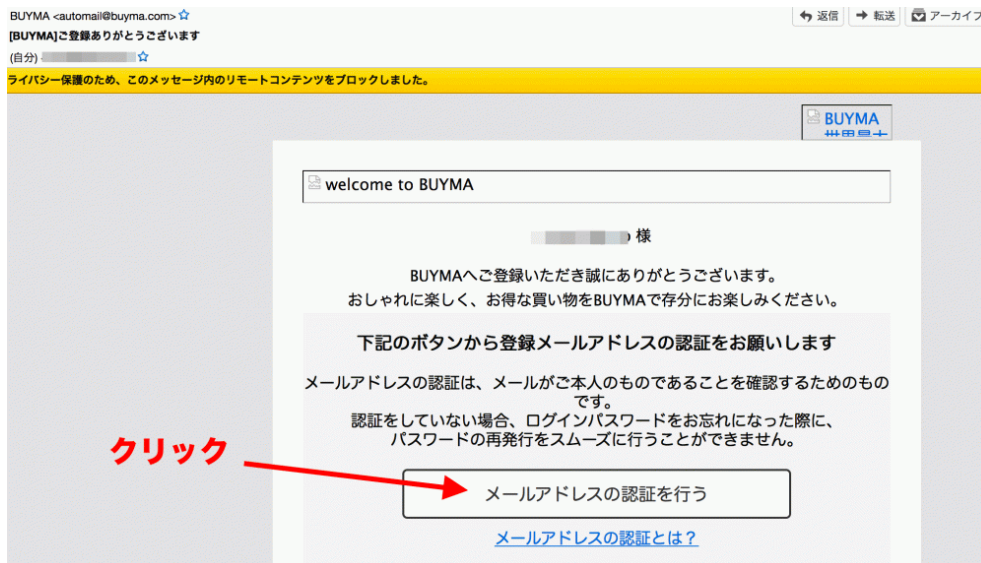 BUYMA <automail@buyma.com>
返信 転送 アーカイブ
[BUYMA]ご登録ありがとうございます
(自分)
ライバシー保護のため、このメッセージ内のリモートコンテンツをブロックしました。
BUYMA
welcome to BUYMA
様
BUYMAへご登録いただき誠にありがとうございます。
おしゃれに楽しく、お得な買い物をBUYMAで存分にお楽しみください。
下記のボタンから登録メールアドレスの認証をお願いします
メールアドレスの認証は、メールがご本人のものであることを確認するためのもの
です。
認証をしていない場合、ログインパスワードをお忘れになった際に、
パスワードの再発行をスムーズに行うことができません。
クリック
メールアドレスの認証を行う
メールアドレスの認証とは？